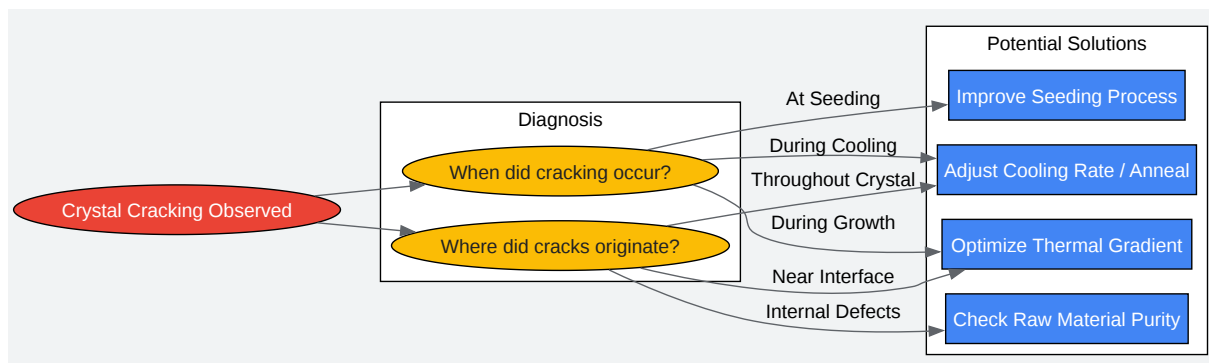 Potential Solutions
At Seeding
Improve Seeding Process
Diagnosis
During Cooling
When did cracking occur?
Adjust Cooling Rate / Anneal
Throughout Crystal
Crystal Cracking Observed
During Growth
Where did cracks originate?
Optimize Thermal Gradient
Near Interface
Internal Defects
Check Raw Material Purity